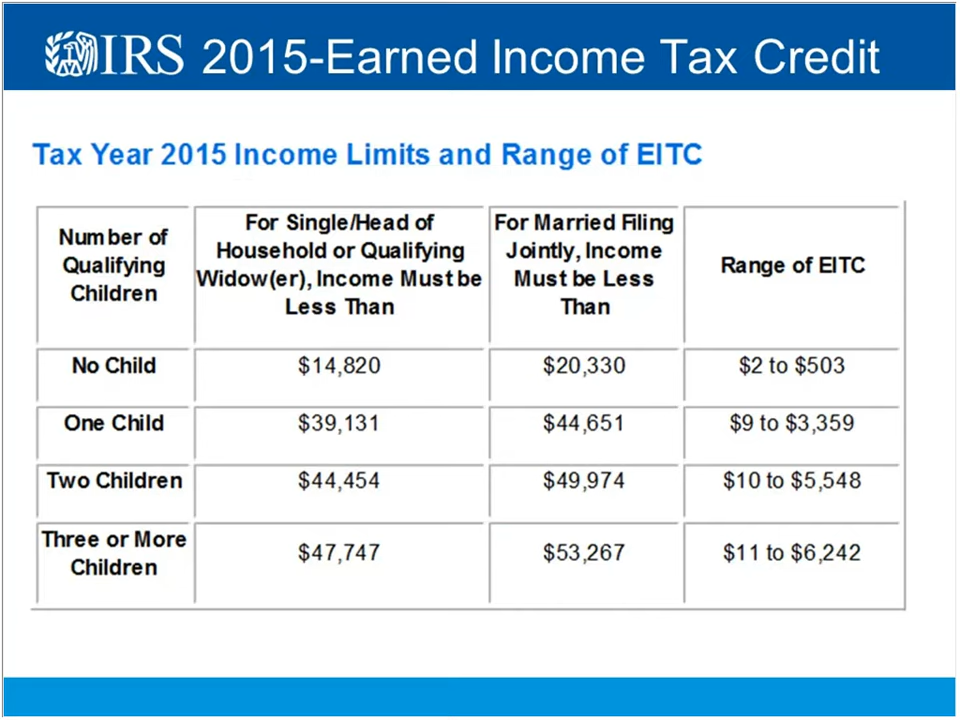 IRS 2015-Earned Income Tax Credit
Tax Year 2015 Income Limits and Range of EITC
Number of
Qualifying
Children
For Single/Head of
Household or Qualifying
Widow(er), Income Must be
Less Than
For Married Filing
Jointly, Income
Must be Less
Than
Range of EITC
No Child $14,820 $20,330 $2 to $503
One Child $39,131 $44,651 $9 to $3,359
Two Children $44,454 $49,974 $10 to $5,548
Three or More
Children $47,747 $53,267 $11 to $6,242